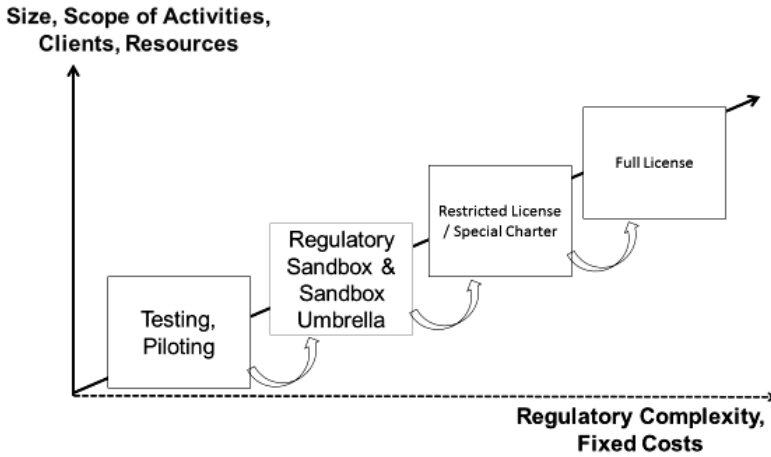 Size, Scope of Activities,
Clients, Resources
Full License
Restricted License
/ Special Charter
Regulatory
Sandbox &
Sandbox
Umbrella
Testing,
Piloting
Regulatory Complexity,
Fixed Costs